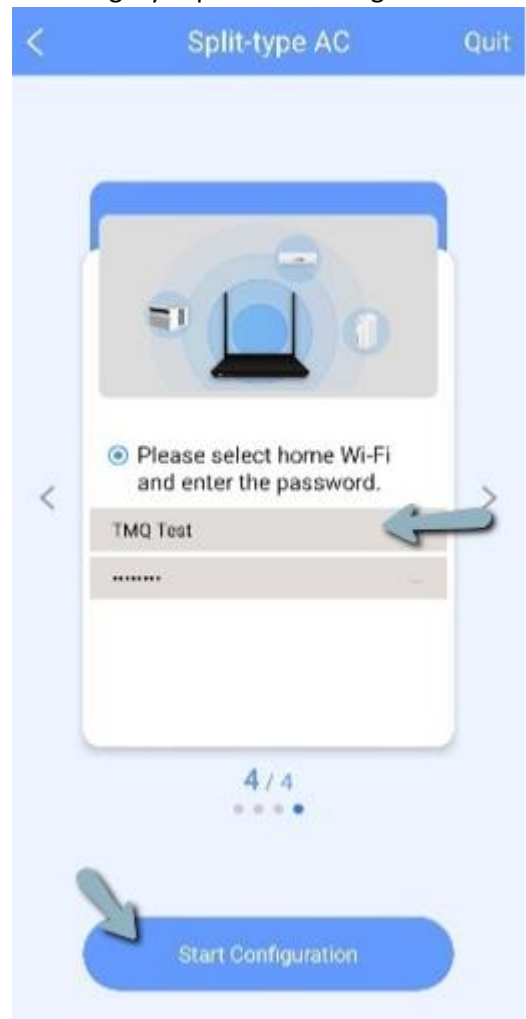 Split-type AC
Quit
Please select home Wi-Fi
and enter the password.
TMQ Test
••••••••
4 / 4
Start Configuration